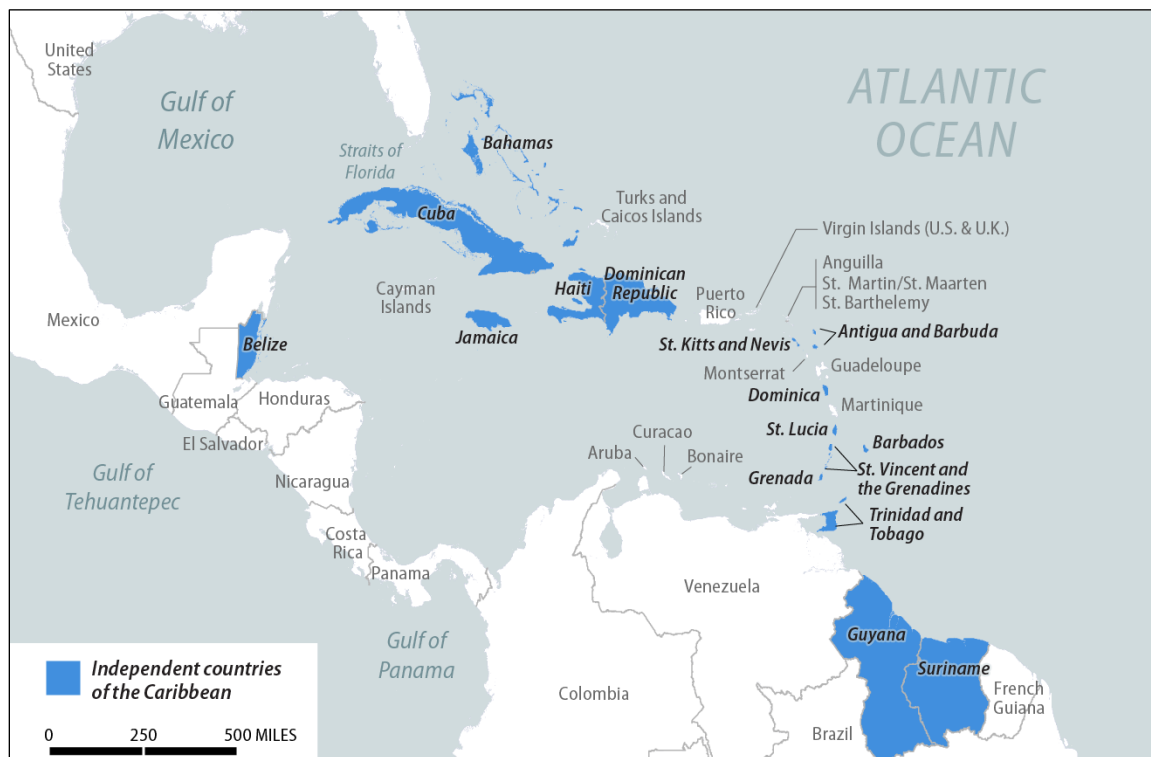 United
States
Gulf of
Mexico
ATLANTIC
OCEAN
Straits of
Florida
Bahamas
Cuba
Turks and
Caicos Islands
Virgin Islands (U.S. & U.K.)
Anguilla
St. Martin/St. Maarten
St. Barthelemy
Cayman
Islands
Haiti
Dominican
Republic
Puerto
Rico
Mexico
Jamaica
Belize
St. Kitts and Nevis
Antigua and Barbuda
Montserrat
Guadeloupe
Guatemala
Honduras
Dominica
Martinique
El Salvador
St. Lucia
Barbados
Curacao
Aruba
Bonaire
Gulf of
Tehuantepec
Nicaragua
Grenada
St. Vincent and
the Grenadines
Trinidad and
Tobago
Costa
Rica
Panama
Venezuela
Gulf of
Panama
Guyana
Suriname
French
Guiana
Colombia
Brazil
Independent countries
of the Caribbean
0 250 500 MILES